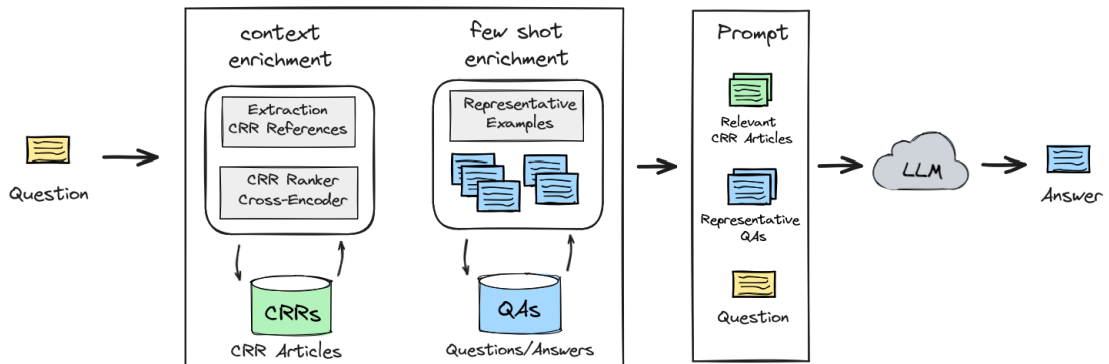 Question
context
enrichment
Extraction
CRR References
CRR Ranker
Cross-Encoder
CRRs
CRR Articles
few shot
enrichment
Representative
Examples
QAs
Questions/Answers
Prompt
Relevant
CRR Articles
Representative
QAs
Question
LLM
Answer